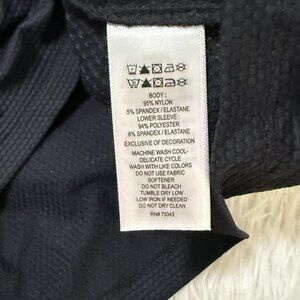 BODY:
95% NYLON
5% SPANDEX / ELASTANE
LOWER SLEEVE:
94% POLYESTER
6% SPANDEX / ELASTANE
EXCLUSIVE OF DECORATION
MACHINE WASH COOL-
DELICATE CYCLE
WASH WITH LIKE COLORS
DO NOT USE FABRIC
SOFTENER
DO NOT BLEACH
TUMBLE DRY LOW
LOW IRON IF NEEDED
DO NOT DRY CLEAN
RN# 75343